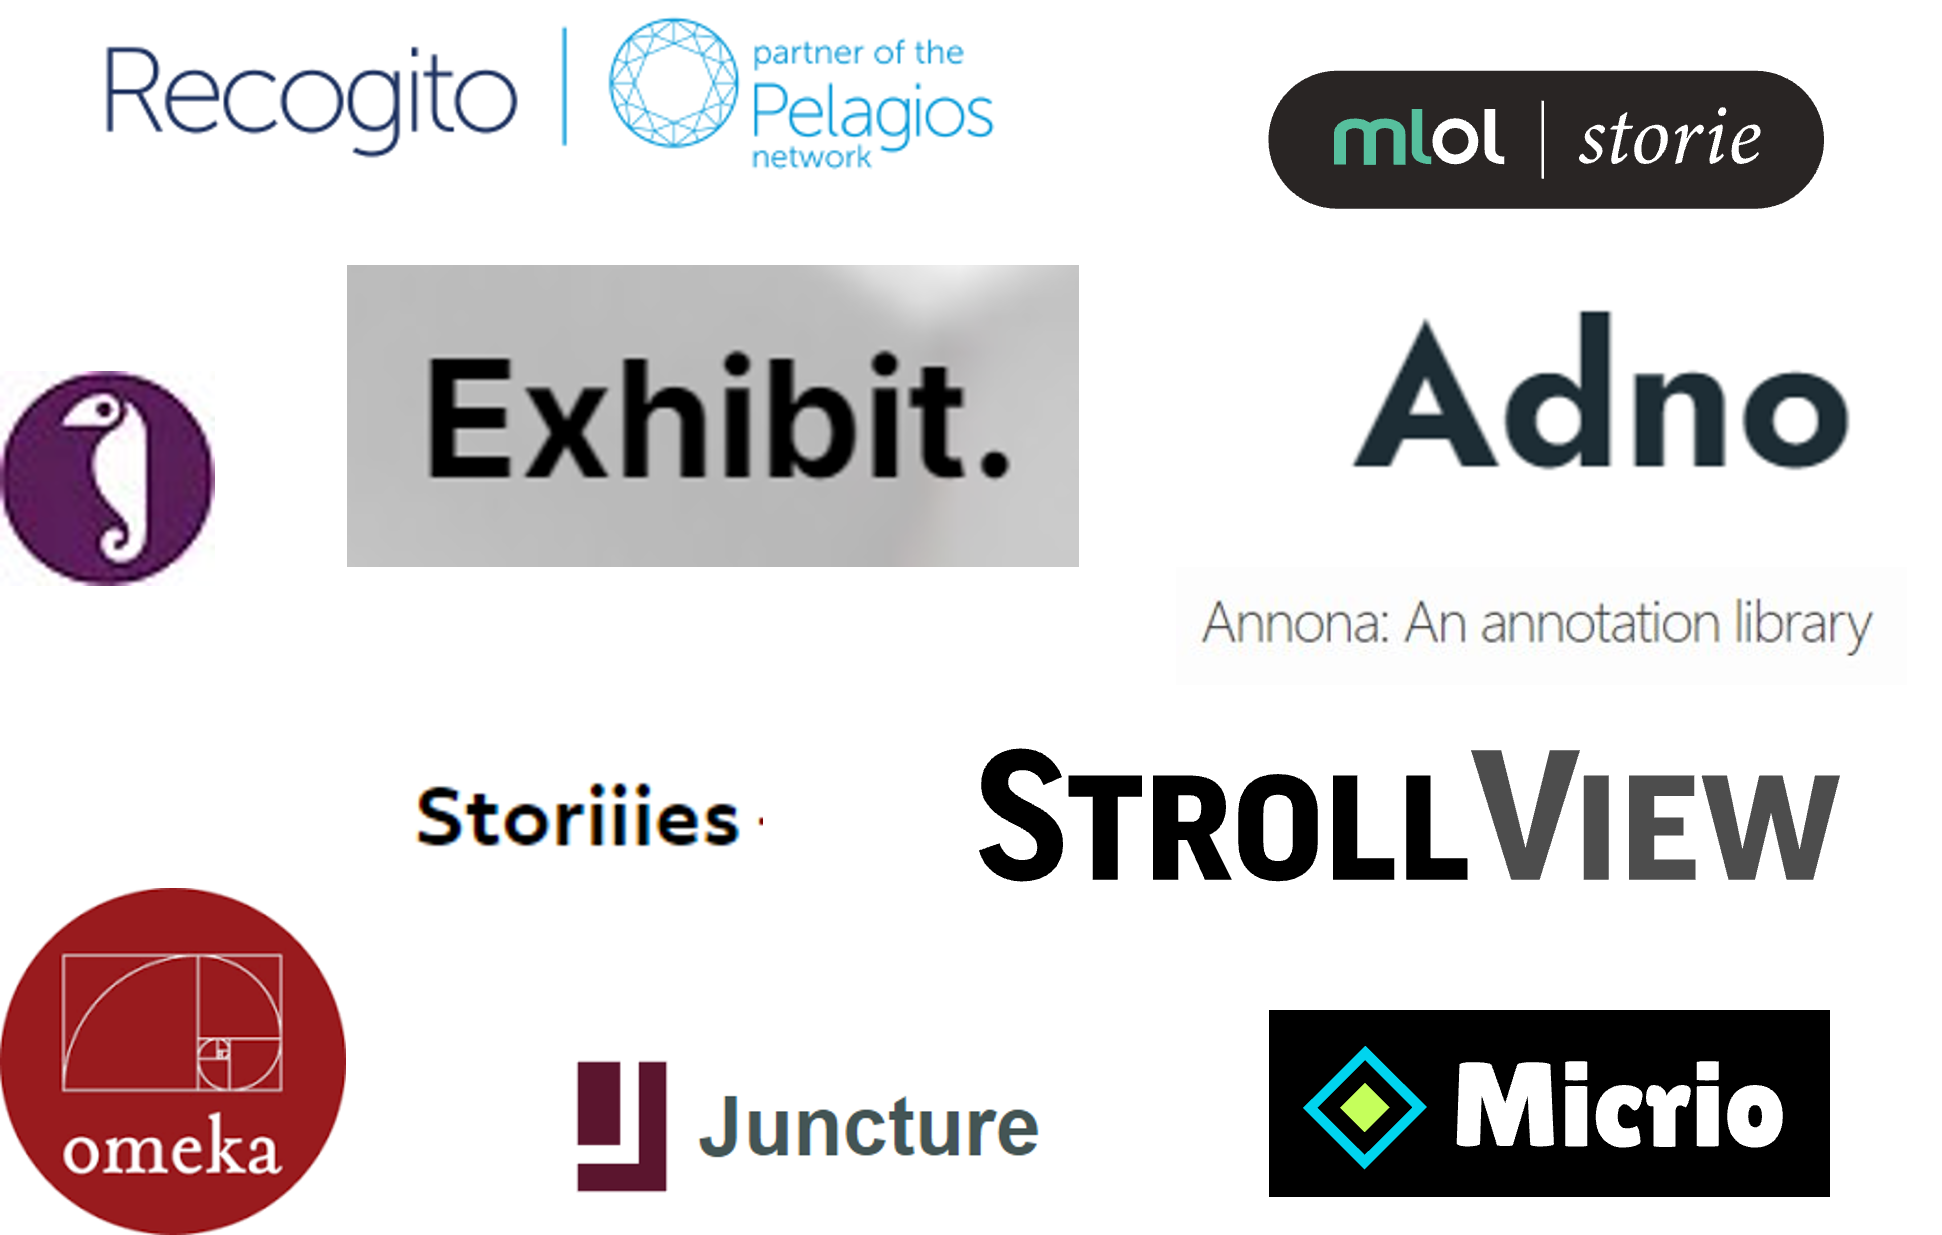 Recogito
partner of the
Pelagios
network
mlol | storie
Exhibit.
Adno
Annona: An annotation library
Storiiies
STROLLVIEW
omeka
Juncture
Micrio